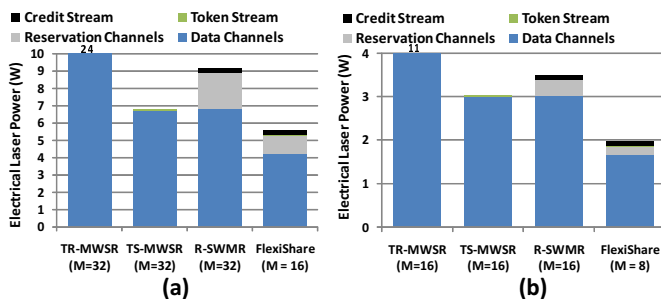 (a)
Credit Stream Token Stream
Reservation Channels Data Channels
Electrical Laser Power (W)
10
9
8
7
6
5
4
3
2
1
0
24
TR-MWSR TS-MWSR R-SWMR FlexiShare
(M=32) (M=32) (M=32) (M = 16)
(b)
Credit Stream Token Stream
Reservation Channels Data Channels
Electrical Laser Power (W)
4
3
2
1
0
11
TR-MWSR TS-MWSR R-SWMR FlexiShare
(M=16) (M=16) (M=16) (M = 8)